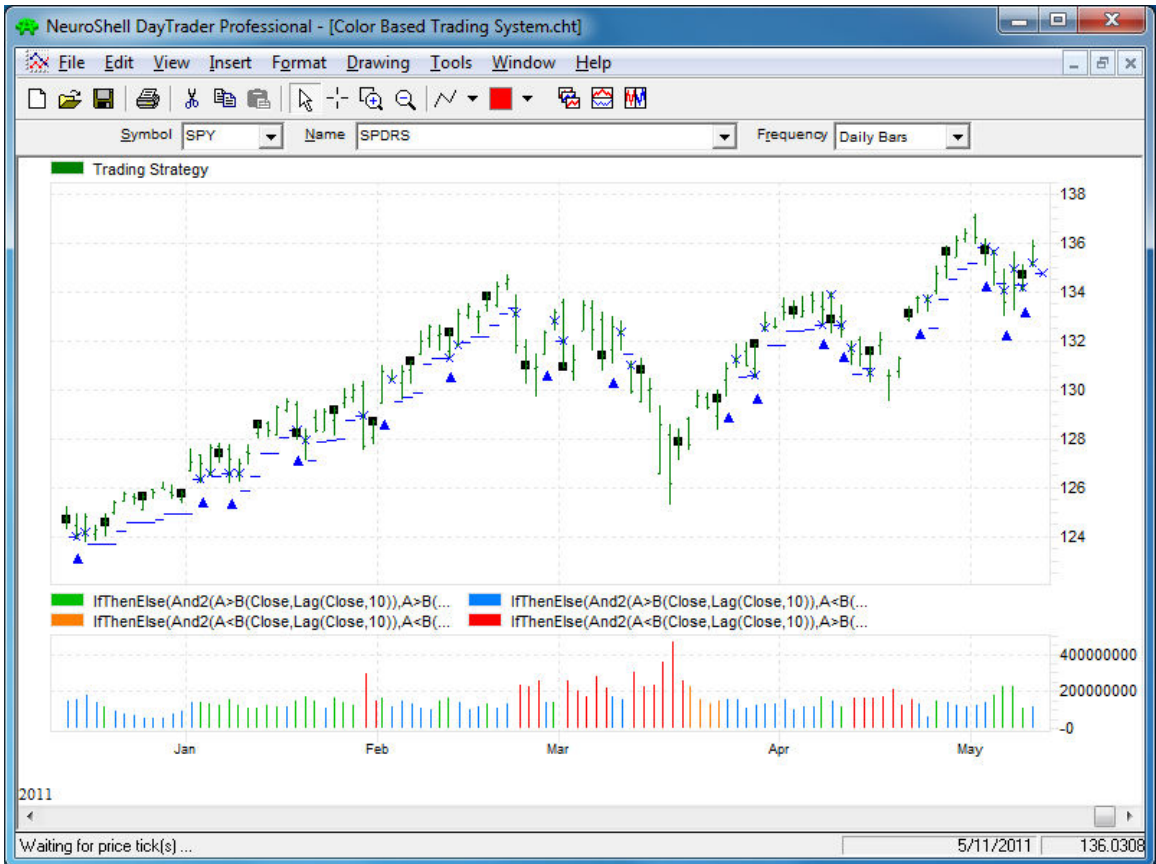 NeuroShell DayTrader Professional - [Color Based Trading System.cht]
File Edit View Insert Format Drawing Tools Window Help
Symbol SPY Name SPDRS Frequency Daily Bars
Trading Strategy
138
136
134
132
130
128
126
124
IfThenElse(And2(A>B(Close,Lag(Close,10)),A>B(... IfThenElse(And2(A>B(Close,Lag(Close,10)),A<B(...
IfThenElse(And2(A<B(Close,Lag(Close,10)),A<B(... IfThenElse(And2(A<B(Close,Lag(Close,10)),A>B(...
400000000
200000000
-0
Jan Feb Mar Apr May
2011
Waiting for price tick(s) ... 5/11/2011 136.0308